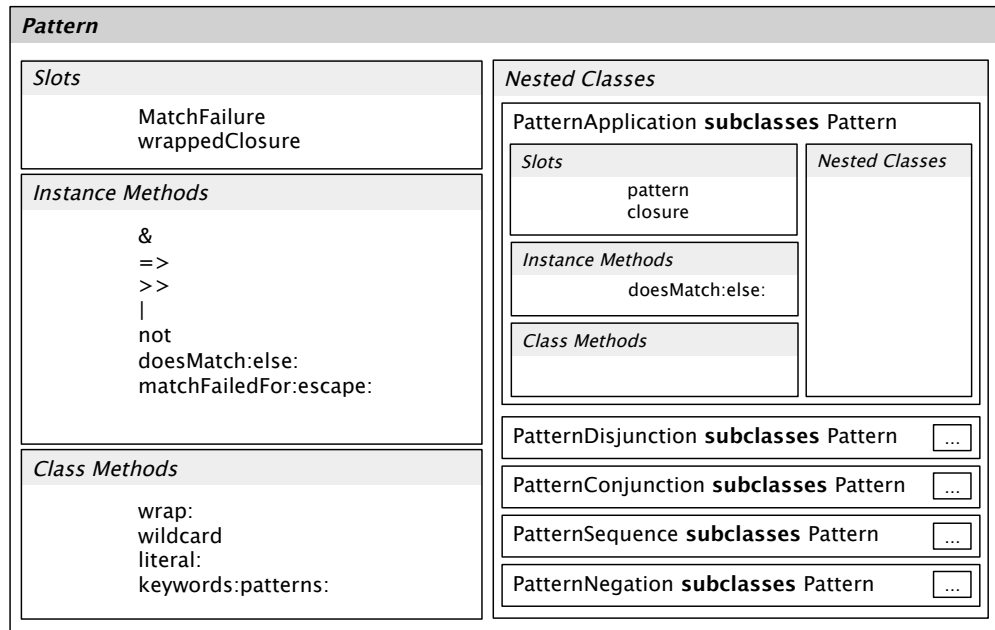 Pattern
Slots
MatchFailure
wrappedClosure
Instance Methods
&
=>
>>
|
not
doesMatch:else:
matchFailedFor:escape:
Class Methods
wrap:
wildcard
literal:
keywords:patterns:
Nested Classes
PatternApplication subclasses Pattern
Slots
pattern
closure
Instance Methods
doesMatch:else:
Class Methods
Nested Classes
PatternDisjunction subclasses Pattern ...
PatternConjunction subclasses Pattern ...
PatternSequence subclasses Pattern ...
PatternNegation subclasses Pattern ...